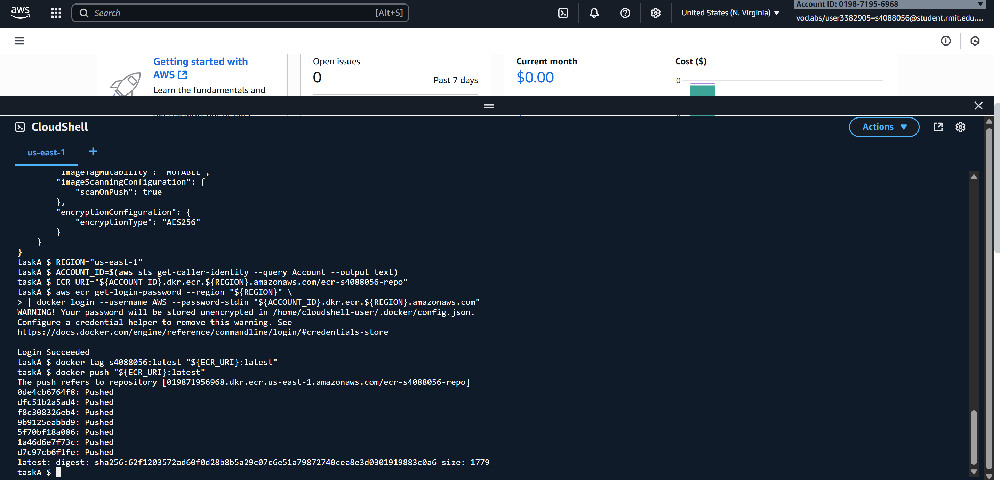 aws
Search [Alt+S]
United States (N. Virginia)
Account ID: 0198-7195-6968
voclabs/user3382905=s4088056@student.rmit.edu....
Getting started with
AWS
Learn the fundamentals and
Open issues
0
Past 7 days
Current month
$0.00
Cost ($)
0
CloudShell
Actions
us-east-1
+
"imageTagMutability": "MUTABLE",
"imageScanningConfiguration": {
"scanOnPush": true
},
"encryptionConfiguration": {
"encryptionType": "AES256"
}
}
}
taskA $ REGION="us-east-1"
taskA $ ACCOUNT_ID=$(aws sts get-caller-identity --query Account --output text)
taskA $ ECR_URI="${ACCOUNT_ID}.dkr.ecr.${REGION}.amazonaws.com/ecr-s4088056-repo"
taskA $ aws ecr get-login-password --region "${REGION}" \
> | docker login --username AWS --password-stdin "${ACCOUNT_ID}.dkr.ecr.${REGION}.amazonaws.com"
WARNING! Your password will be stored unencrypted in /home/cloudshell-user/.docker/config.json.
Configure a credential helper to remove this warning. See
https://docs.docker.com/engine/reference/commandline/login/#credentials-store
Login Succeeded
taskA $ docker tag s4088056:latest "${ECR_URI}:latest"
taskA $ docker push "${ECR_URI}:latest"
The push refers to repository [019871956968.dkr.ecr.us-east-1.amazonaws.com/ecr-s4088056-repo]
0de4cb6764f8: Pushed
dfc51b2a5ad4: Pushed
f8c308326eb4: Pushed
9b9125eabbd9: Pushed
5f70bf18a086: Pushed
1a46d6e7f73c: Pushed
d7c97cb6f1fe: Pushed
latest: digest: sha256:62f1203572ad60f0d28b8b5a29c07c6e51a79872740cea8e3d0301919883c0a6 size: 1779
taskA $